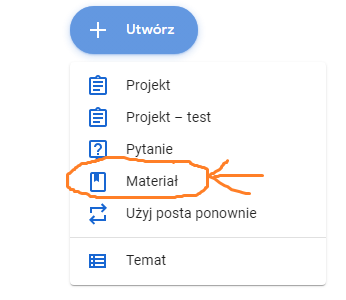 Utwórz
Projekt
Projekt – test
Pytanie
Materiał
Użyj posta ponownie
Temat